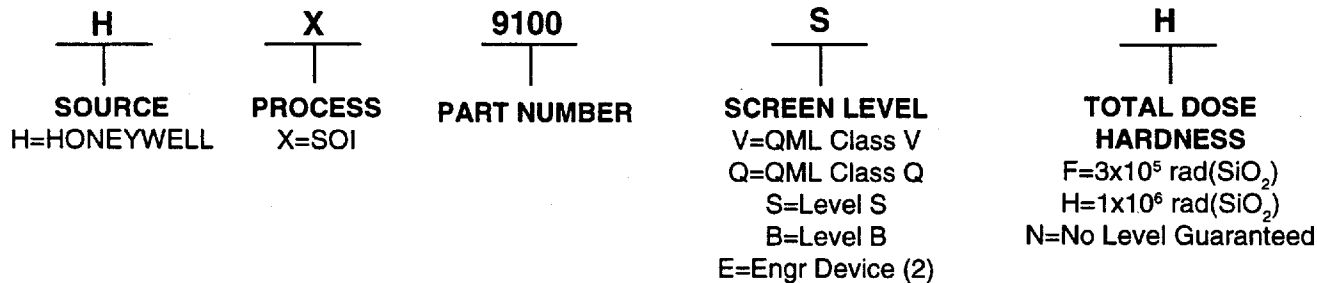 H X 9100 S H
SOURCE PROCESS PART NUMBER SCREEN LEVEL TOTAL DOSE
H=HONEYWELL X=SOI V=QML Class V HARDNESS
Q=QML Class Q F=3x10⁵ rad(SiO₂)
S=Level S H=1x10⁶ rad(SiO₂)
B=Level B N=No Level Guaranteed
E=Engr Device (2)